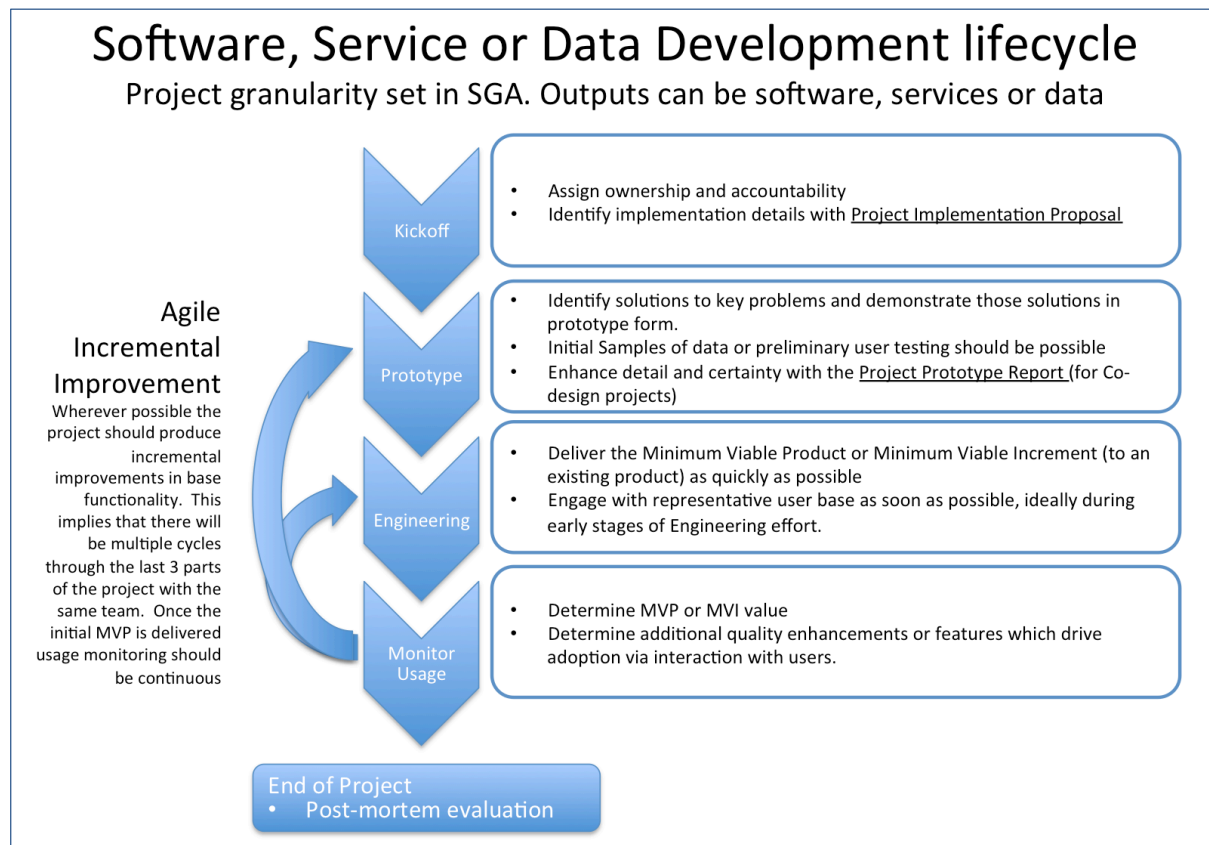 Software, Service or Data Development lifecycle
Project granularity set in SGA. Outputs can be software, services or data
Kickoff
• Assign ownership and accountability
• Identify implementation details with Project Implementation Proposal
Agile
Incremental
Improvement
Wherever possible the
project should produce
incremental
improvements in base
functionality. This
implies that there will
be multiple cycles
through the last 3 parts
of the project with the
same team. Once the
initial MVP is delivered
usage monitoring should
be continuous
Prototype
• Identify solutions to key problems and demonstrate those solutions in
prototype form.
• Initial Samples of data or preliminary user testing should be possible
• Enhance detail and certainty with the Project Prototype Report (for Co-
design projects)
Engineering
• Deliver the Minimum Viable Product or Minimum Viable Increment (to an
existing product) as quickly as possible
• Engage with representative user base as soon as possible, ideally during
early stages of Engineering effort.
Monitor
Usage
• Determine MVP or MVI value
• Determine additional quality enhancements or features which drive
adoption via interaction with users.
End of Project
• Post-mortem evaluation